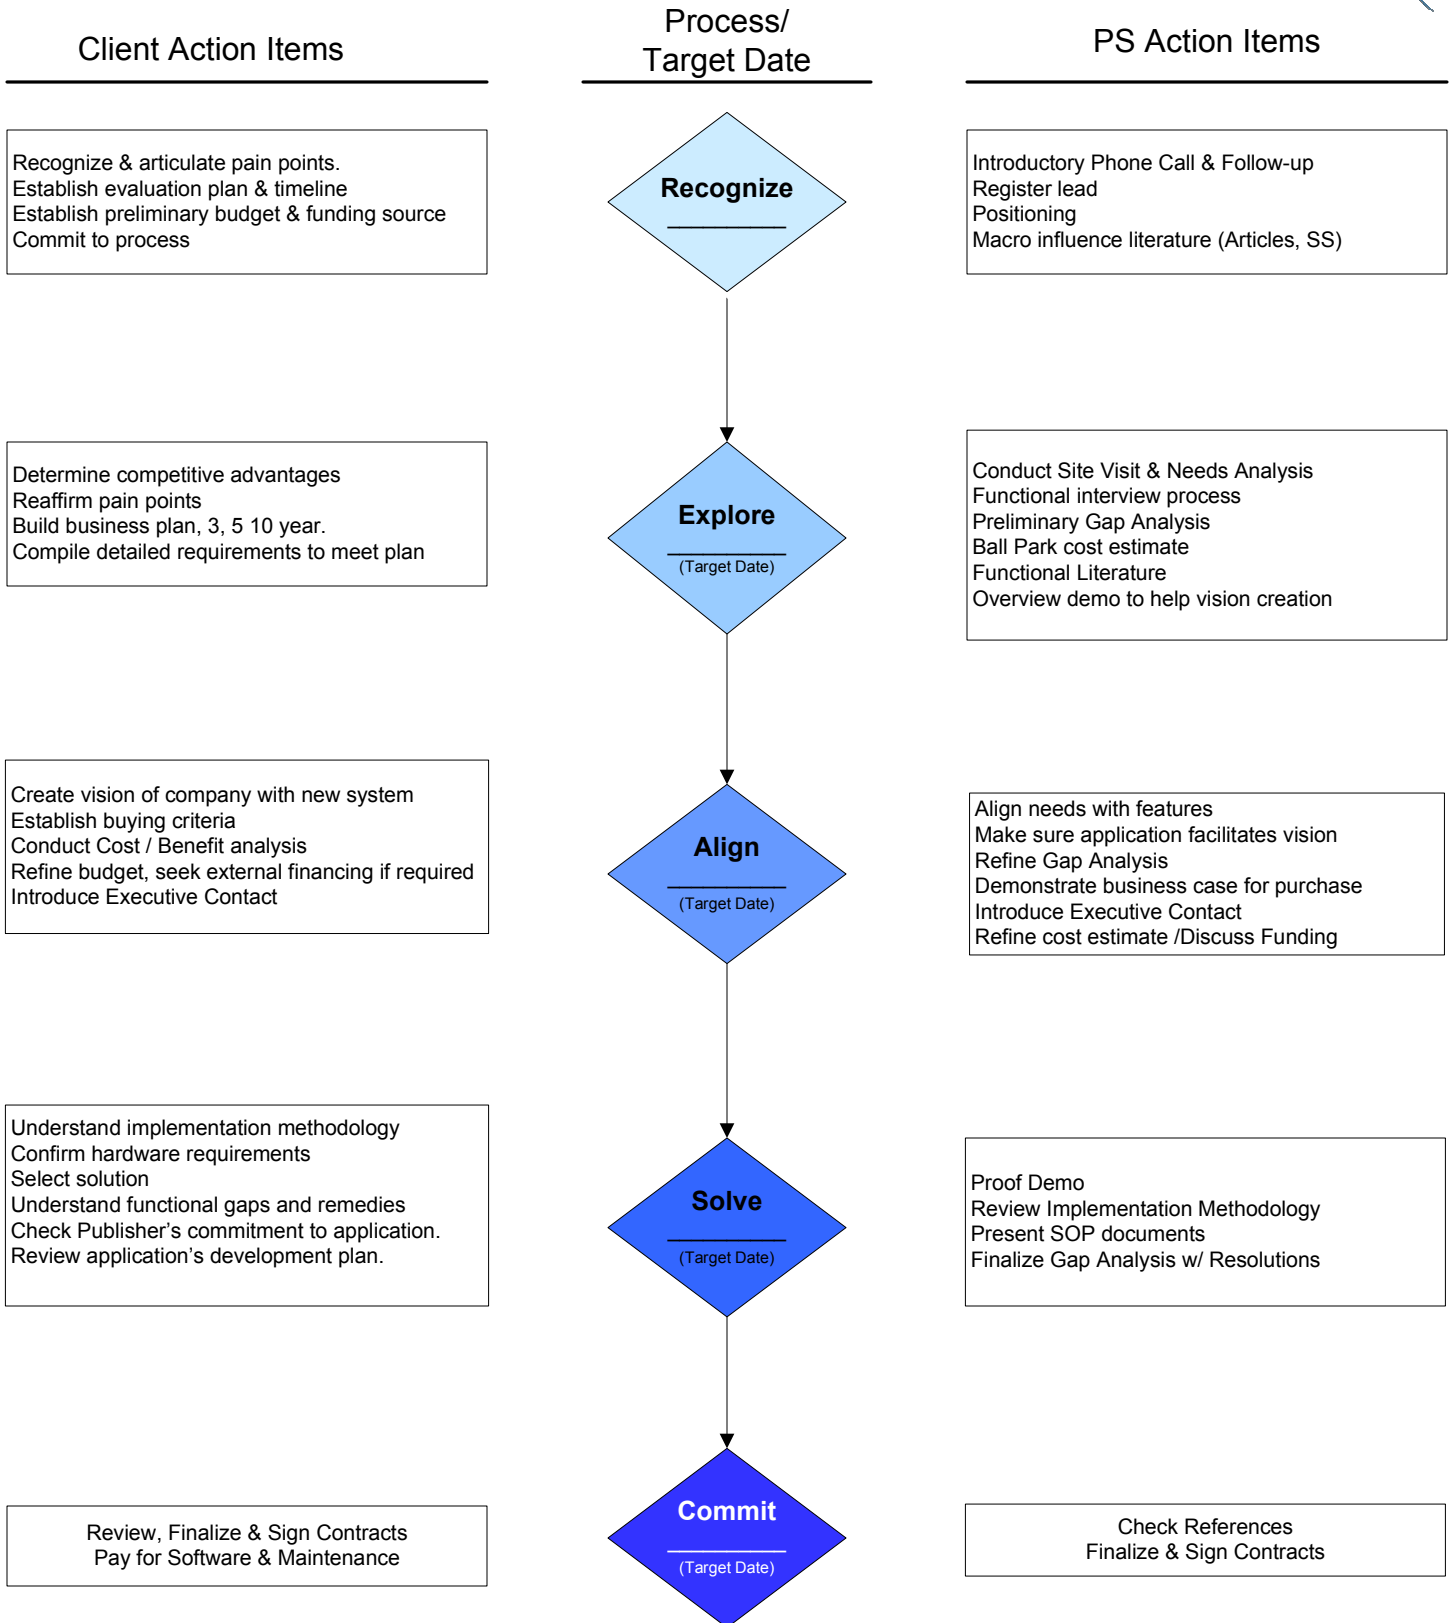 Client Action Items
Process/
Target Date
PS Action Items
Recognize & articulate pain points.
Establish evaluation plan & timeline
Establish preliminary budget & funding source
Commit to process
Recognize
__________
Introductory Phone Call & Follow-up
Register lead
Positioning
Macro influence literature (Articles, SS)
Determine competitive advantages
Reaffirm pain points
Build business plan, 3, 5 10 year.
Compile detailed requirements to meet plan
Explore
__________
(Target Date)
Conduct Site Visit & Needs Analysis
Functional interview process
Preliminary Gap Analysis
Ball Park cost estimate
Functional Literature
Overview demo to help vision creation
Create vision of company with new system
Establish buying criteria
Conduct Cost / Benefit analysis
Refine budget, seek external financing if required
Introduce Executive Contact
Align
__________
(Target Date)
Align needs with features
Make sure application facilitates vision
Refine Gap Analysis
Demonstrate business case for purchase
Introduce Executive Contact
Refine cost estimate /Discuss Funding
Understand implementation methodology
Confirm hardware requirements
Select solution
Understand functional gaps and remedies
Check Publisher’s commitment to application.
Review application’s development plan.
Solve
__________
(Target Date)
Proof Demo
Review Implementation Methodology
Present SOP documents
Finalize Gap Analysis w/ Resolutions
Review, Finalize & Sign Contracts
Pay for Software & Maintenance
Commit
__________
(Target Date)
Check References
Finalize & Sign Contracts